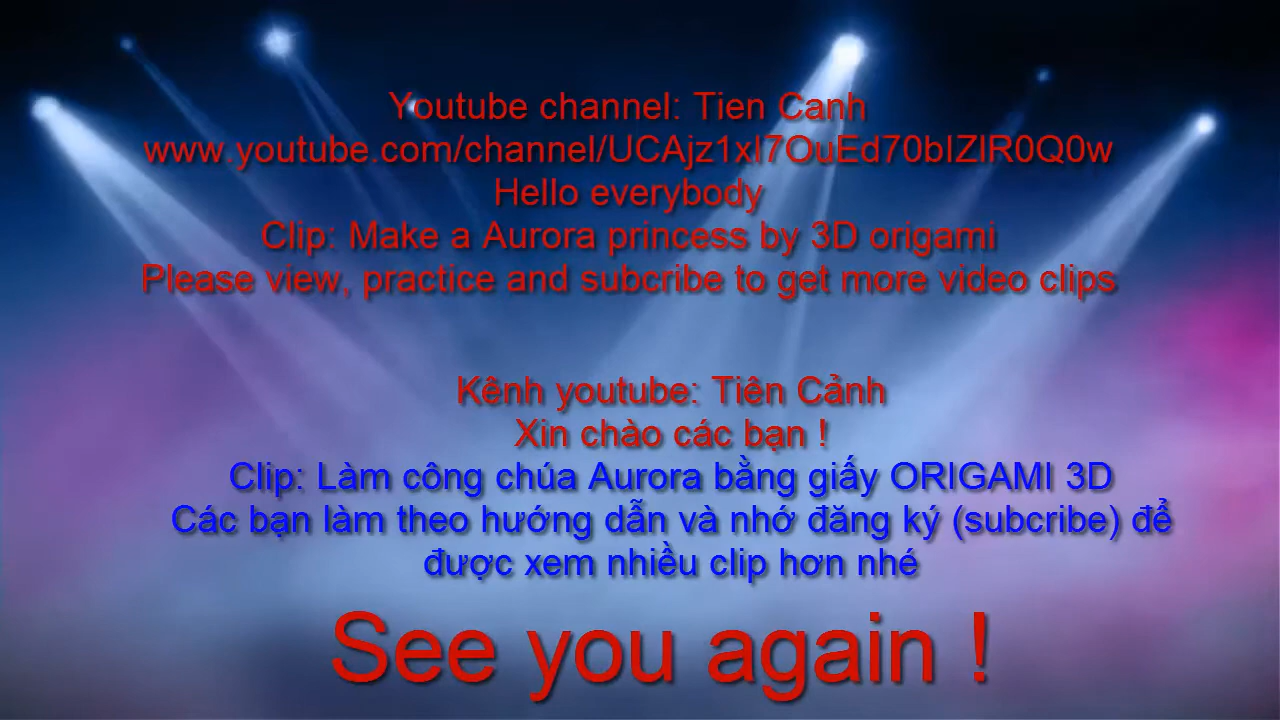 Youtube channel: Tien Canh
www.youtube.com/channel/UCAjz1xI7OuEd70bIZIR0Q0w
Hello everybody
Clip: Make a Aurora princess by 3D origami
Please view, practice and subcribe to get more video clips
Kênh youtube: Tiên Cảnh
Xin chào các bạn !
Clip: Làm công chúa Aurora bằng giấy ORIGAMI 3D
Các bạn làm theo hướng dẫn và nhớ đăng ký (subcribe) để
được xem nhiều clip hơn nhé
See you again !